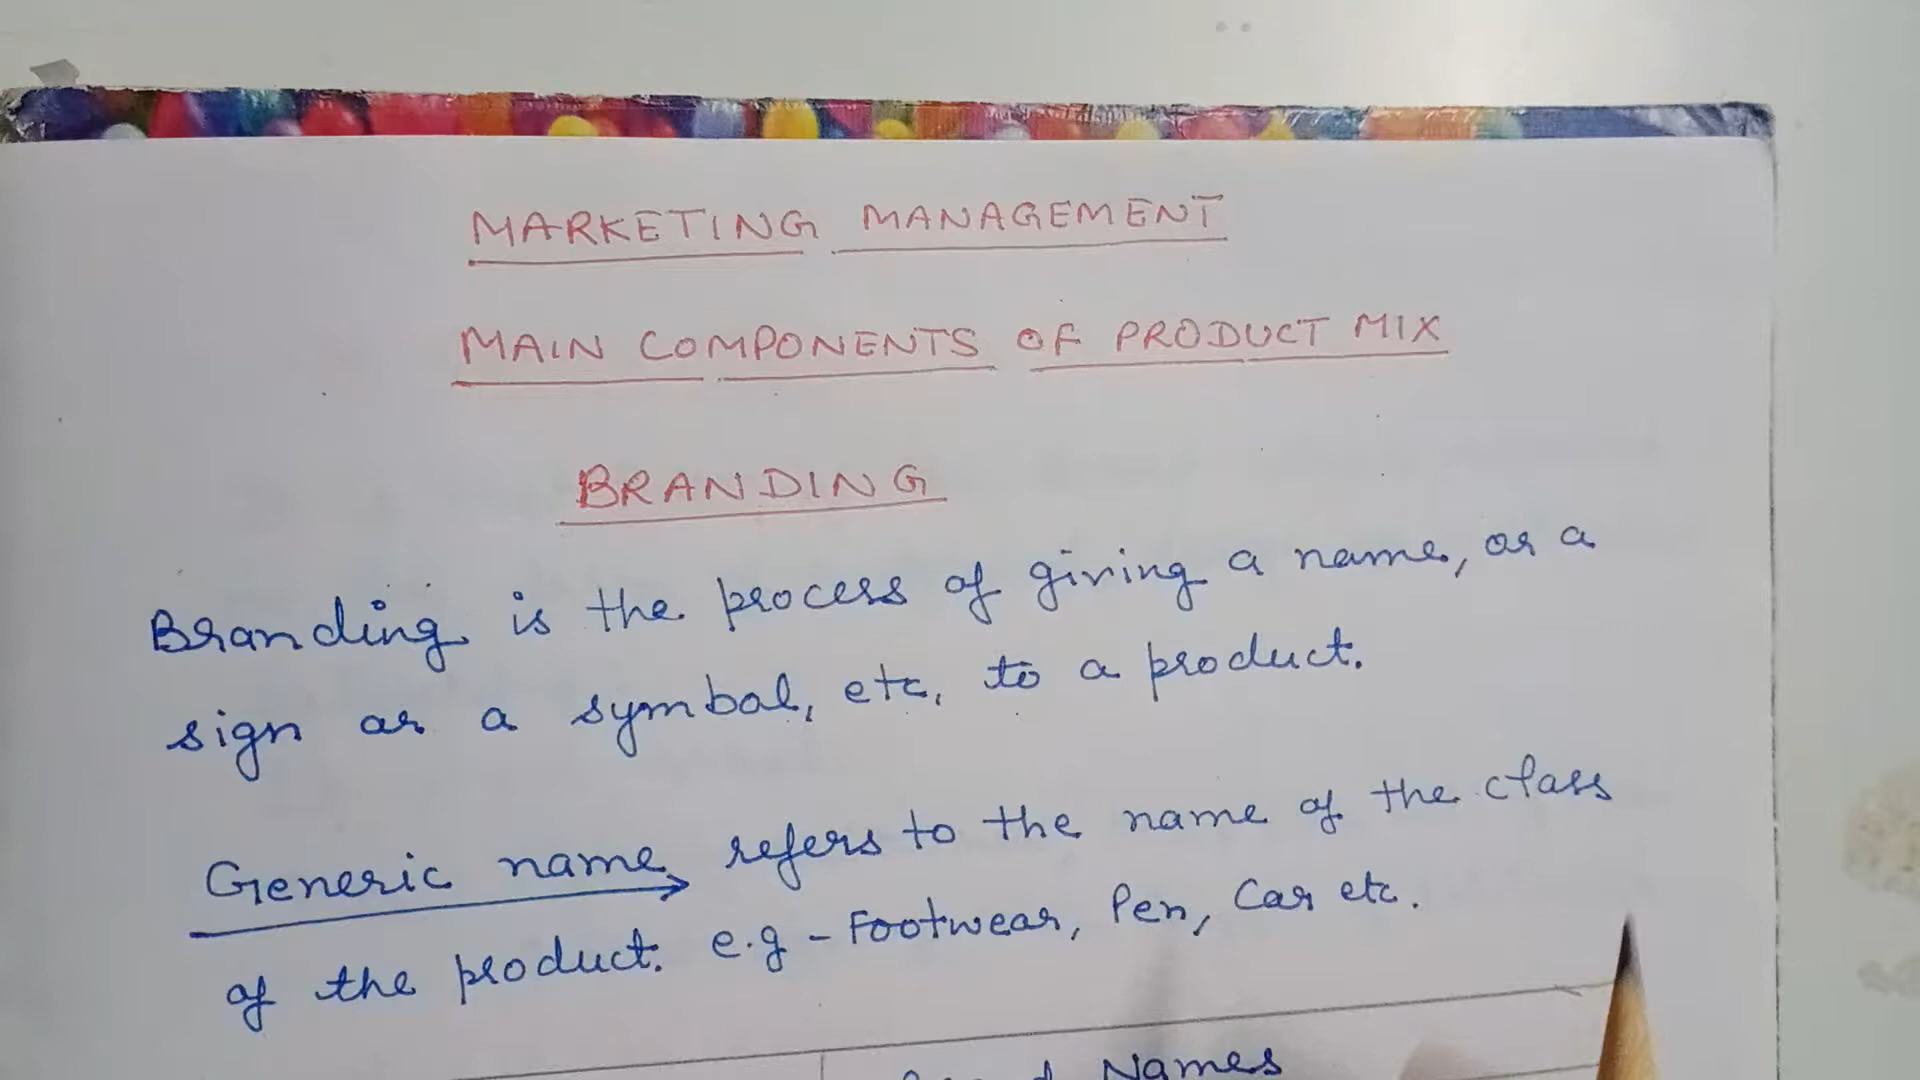 MARKETING MANAGEMENT
MAIN COMPONENTS OF PRODUCT MIX
BRANDING
Branding is the process of giving a name, or a
sign or a symbol, etc, to a product.
Generic name → refers to the name of the class
of the product. e.g - Footwear, Pen, Car etc.
Names